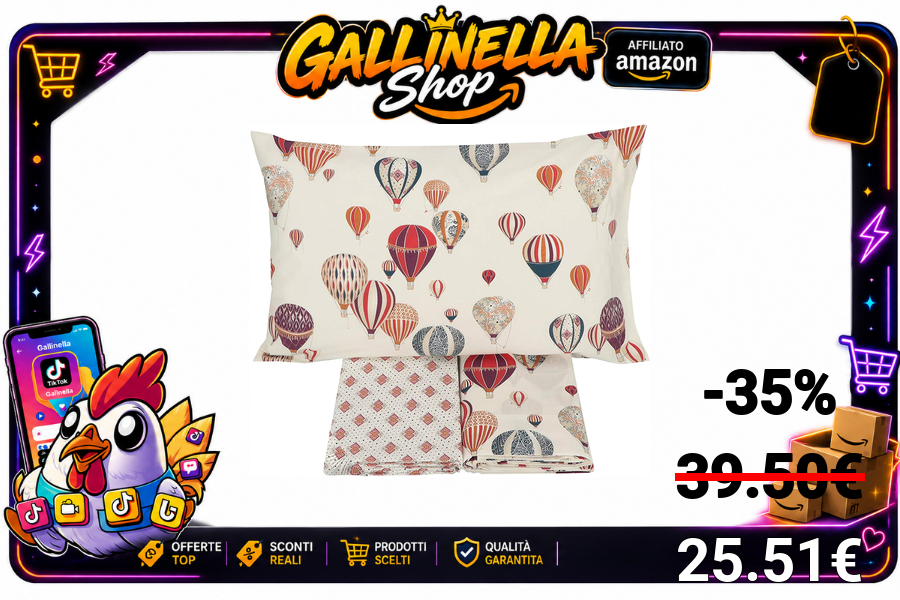 GALLINELLA
Shop
AFFILIATO
amazon
Gallinella
TikTok
Gallinella
-35%
39.50€
25.51€
OFFERTE
TOP
SCONTI
REALI
PRODOTTI
SCELTI
QUALITÀ
GARANTITA